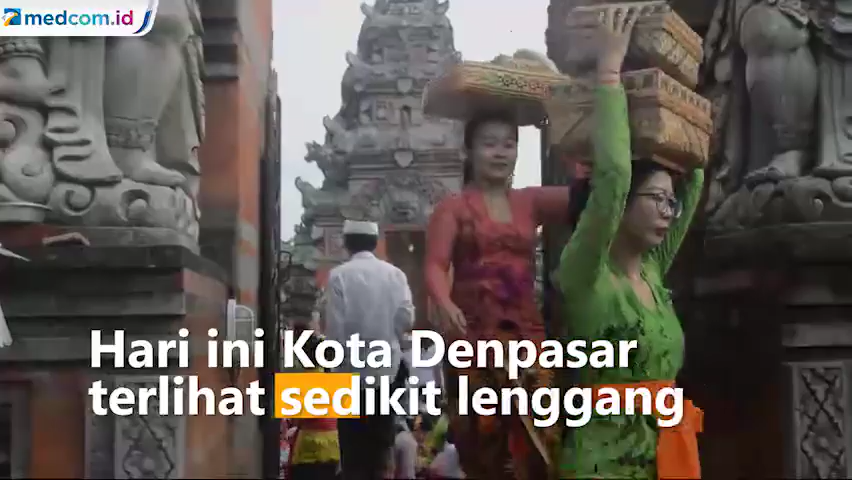 medcom.id
Hari ini Kota Denpasar
terlihat sedikit lenggang